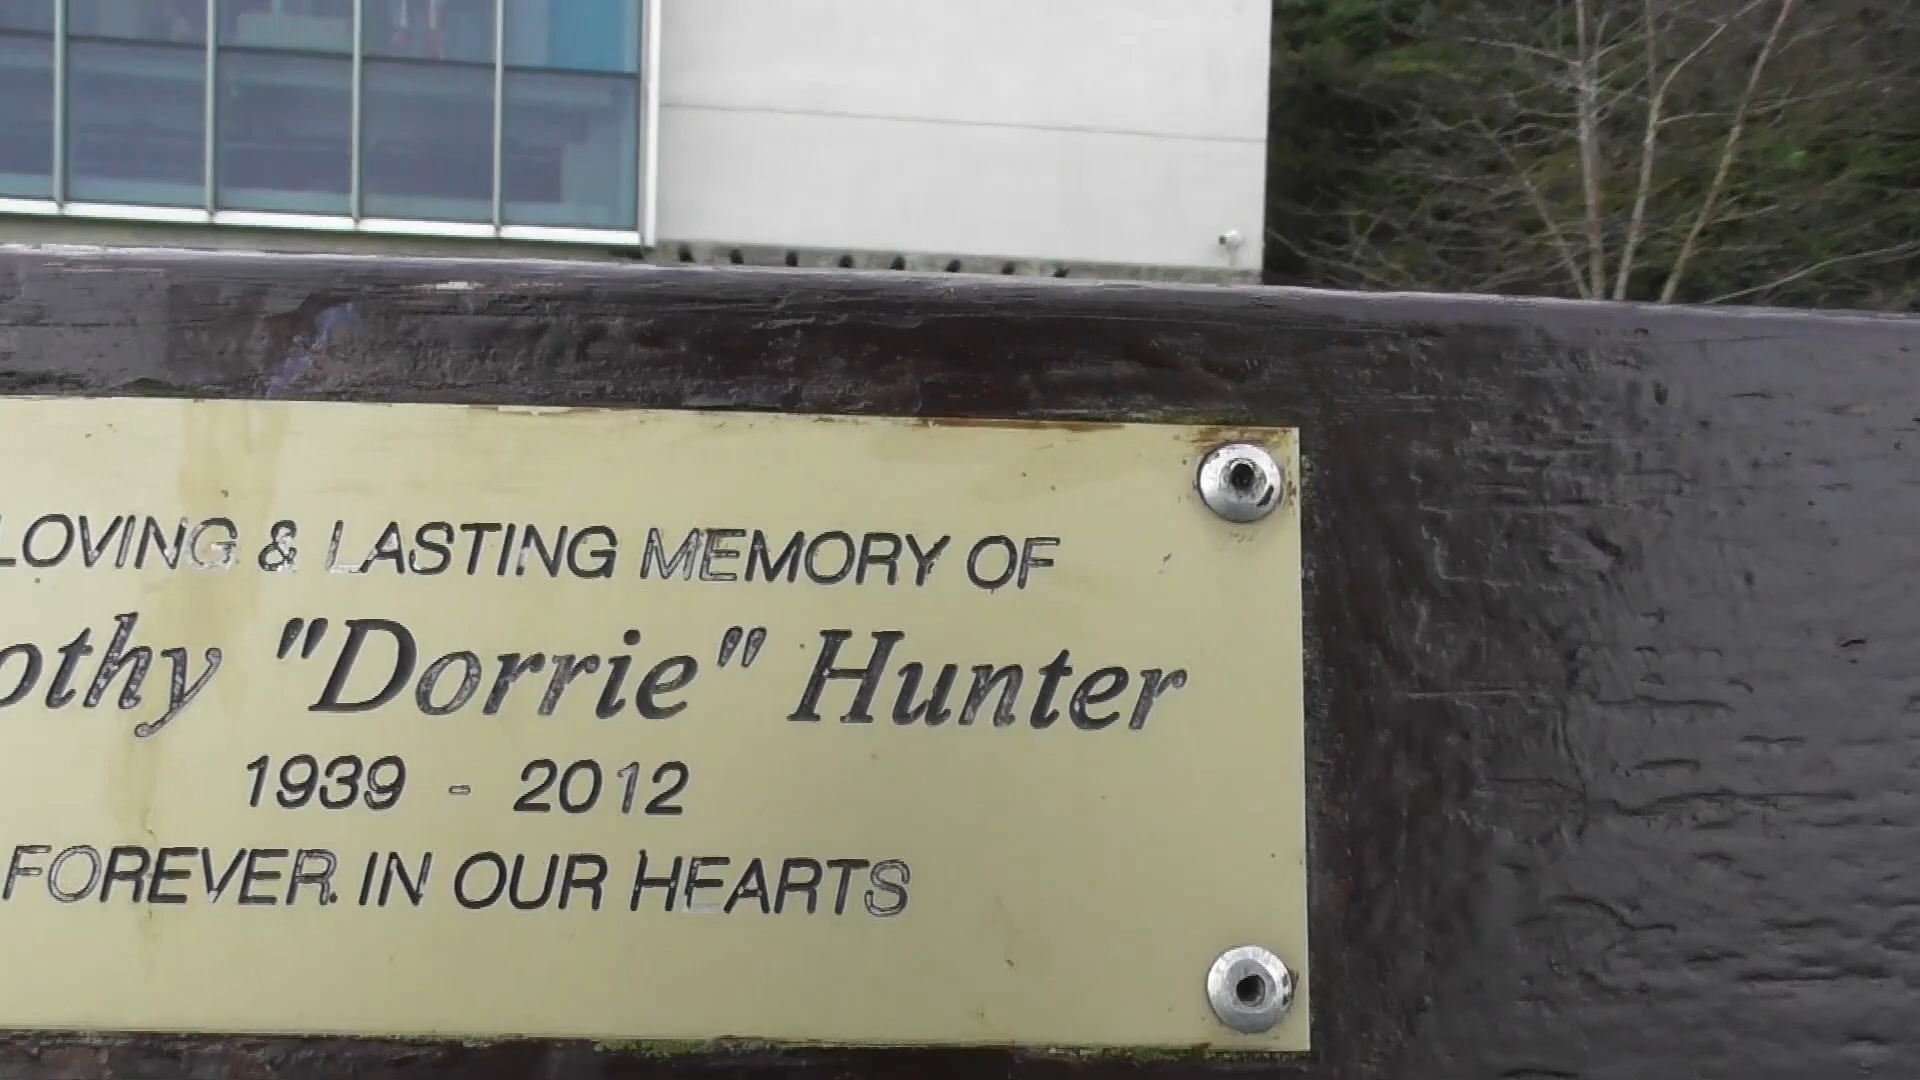 LOVING & LASTING MEMORY OF
othy "Dorrie" Hunter
1939 - 2012
FOREVER IN OUR HEARTS